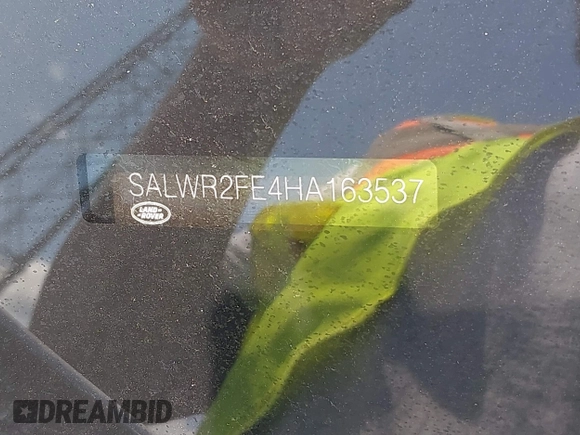 SALWR2FE4HA163537
LAND-
ROVER
DREAMBID